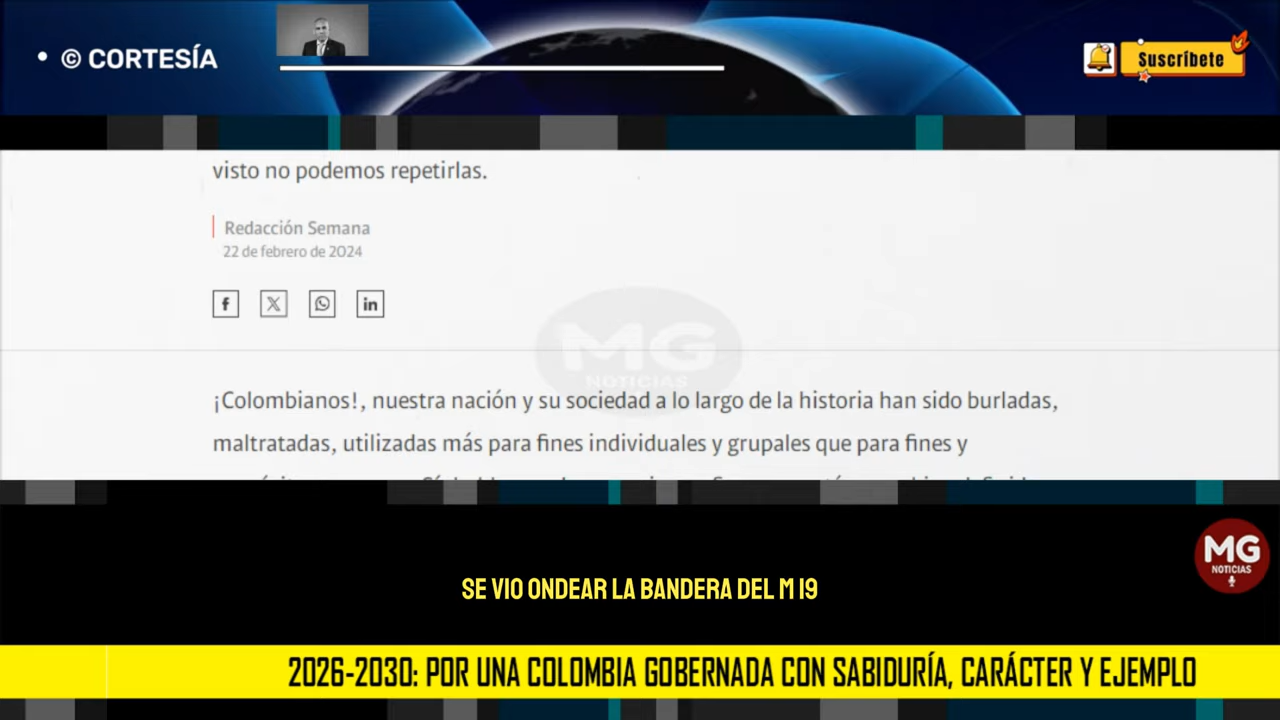 • © CORTESÍA
Suscríbete
visto no podemos repetirlas.
Redacción Semana
22 de febrero de 2024
¡Colombianos!, nuestra nación y su sociedad a lo largo de la historia han sido burladas,
maltratadas, utilizadas más para fines individuales y grupales que para fines y
MG
NOTICIAS
SE VIO ONDEAR LA BANDERA DEL M 19
MG
NOTICIAS
2026-2030: POR UNA COLOMBIA GOBERNADA CON SABIDURÍA, CARÁCTER Y EJEMPLO